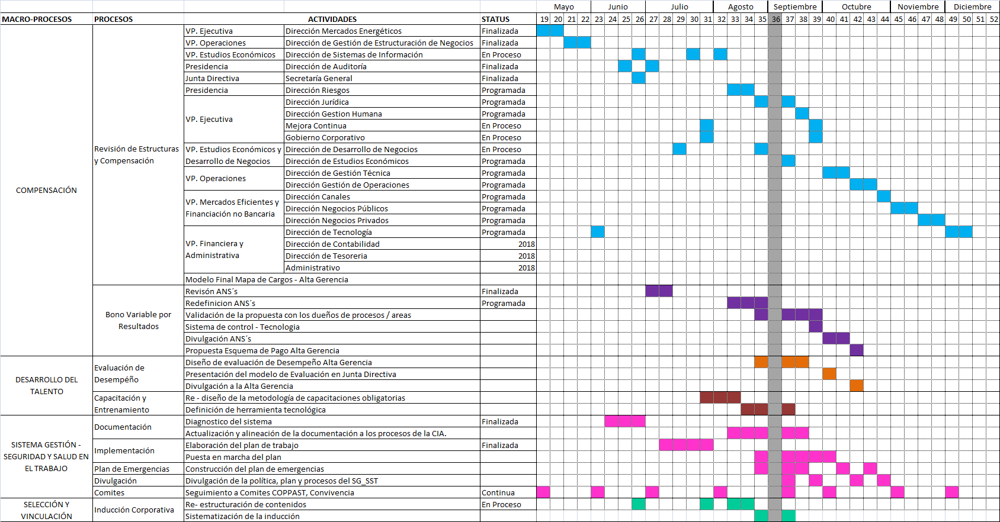 Mayo Junio Julio Agosto Septiembre Octubre Noviembre Diciembre
MACRO-PROCESOS PROCESOS ACTIVIDADES STATUS 19 20 21 22 23 24 25 26 27 28 29 30 31 32 33 34 35 36 37 38 39 40 41 42 43 44 45 46 47 48 49 50 51 52
COMPENSACIÓN
Revisión de Estructuras
y Compensación
VP. Ejecutiva Dirección Mercados Energéticos Finalizada
VP. Operaciones Dirección de Gestión de Estructuración de Negocios Finalizada
VP. Estudios Económicos Dirección de Sistemas de Información En Proceso
Presidencia Dirección de Auditoría Finalizada
Junta Directiva Secretaría General Finalizada
Presidencia Dirección Riesgos Programada
VP. Ejecutiva
Dirección Jurídica Programada
Dirección Gestion Humana Programada
Mejora Continua En Proceso
Gobierno Corporativo En Proceso
VP. Estudios Económicos y
Desarrollo de Negocios
Dirección de Desarrollo de Negocios En Proceso
Dirección de Estudios Económicos Programada
VP. Operaciones
Dirección de Gestión Técnica Programada
Dirección Gestión de Operaciones Programada
VP. Mercados Eficientes y
Financiación no Bancaria
Dirección Canales Programada
Dirección Negocios Públicos Programada
Dirección Negocios Privados Programada
VP. Financiera y
Administrativa
Dirección de Tecnología Programada
Dirección de Contabilidad 2018
Dirección de Tesoreria 2018
Administrativo 2018
Modelo Final Mapa de Cargos - Alta Gerencia
Bono Variable por
Resultados
Revisón ANS´s Finalizada
Redefinicion ANS´s Programada
Validación de la propuesta con los dueños de procesos / areas
Sistema de control - Tecnologia
Divulgación ANS´s
Propuesta Esquema de Pago Alta Gerencia
DESARROLLO DEL
TALENTO
Evaluación de
Desempéño
Diseño de evaluación de Desempeño Alta Gerencia
Presentación del modelo de Evaluación en Junta Directiva
Divulgación a la Alta Gerencia
Capacitación y
Entrenamiento
Re - diseño de la metodología de capacitaciones obligatorias
Definición de herramienta tecnológica
SISTEMA GESTIÓN -
SEGURIDAD Y SALUD EN
EL TRABAJO
Documentación
Diagnostico del sistema Finalizada
Actualización y alineación de la documentación a los procesos de la CIA.
Implementación
Elaboración del plan de trabajo Finalizada
Puesta en marcha del plan
Plan de Emergencias Construcción del plan de emergencias
Divulgación Divulgación de la política, plan y procesos del SG_SST
Comites Seguimiento a Comites COPPAST, Convivencia Continua
SELECCIÓN Y
VINCULACIÓN
Inducción Corporativa
Re- estructuración de contenidos En Proceso
Sistematización de la inducción